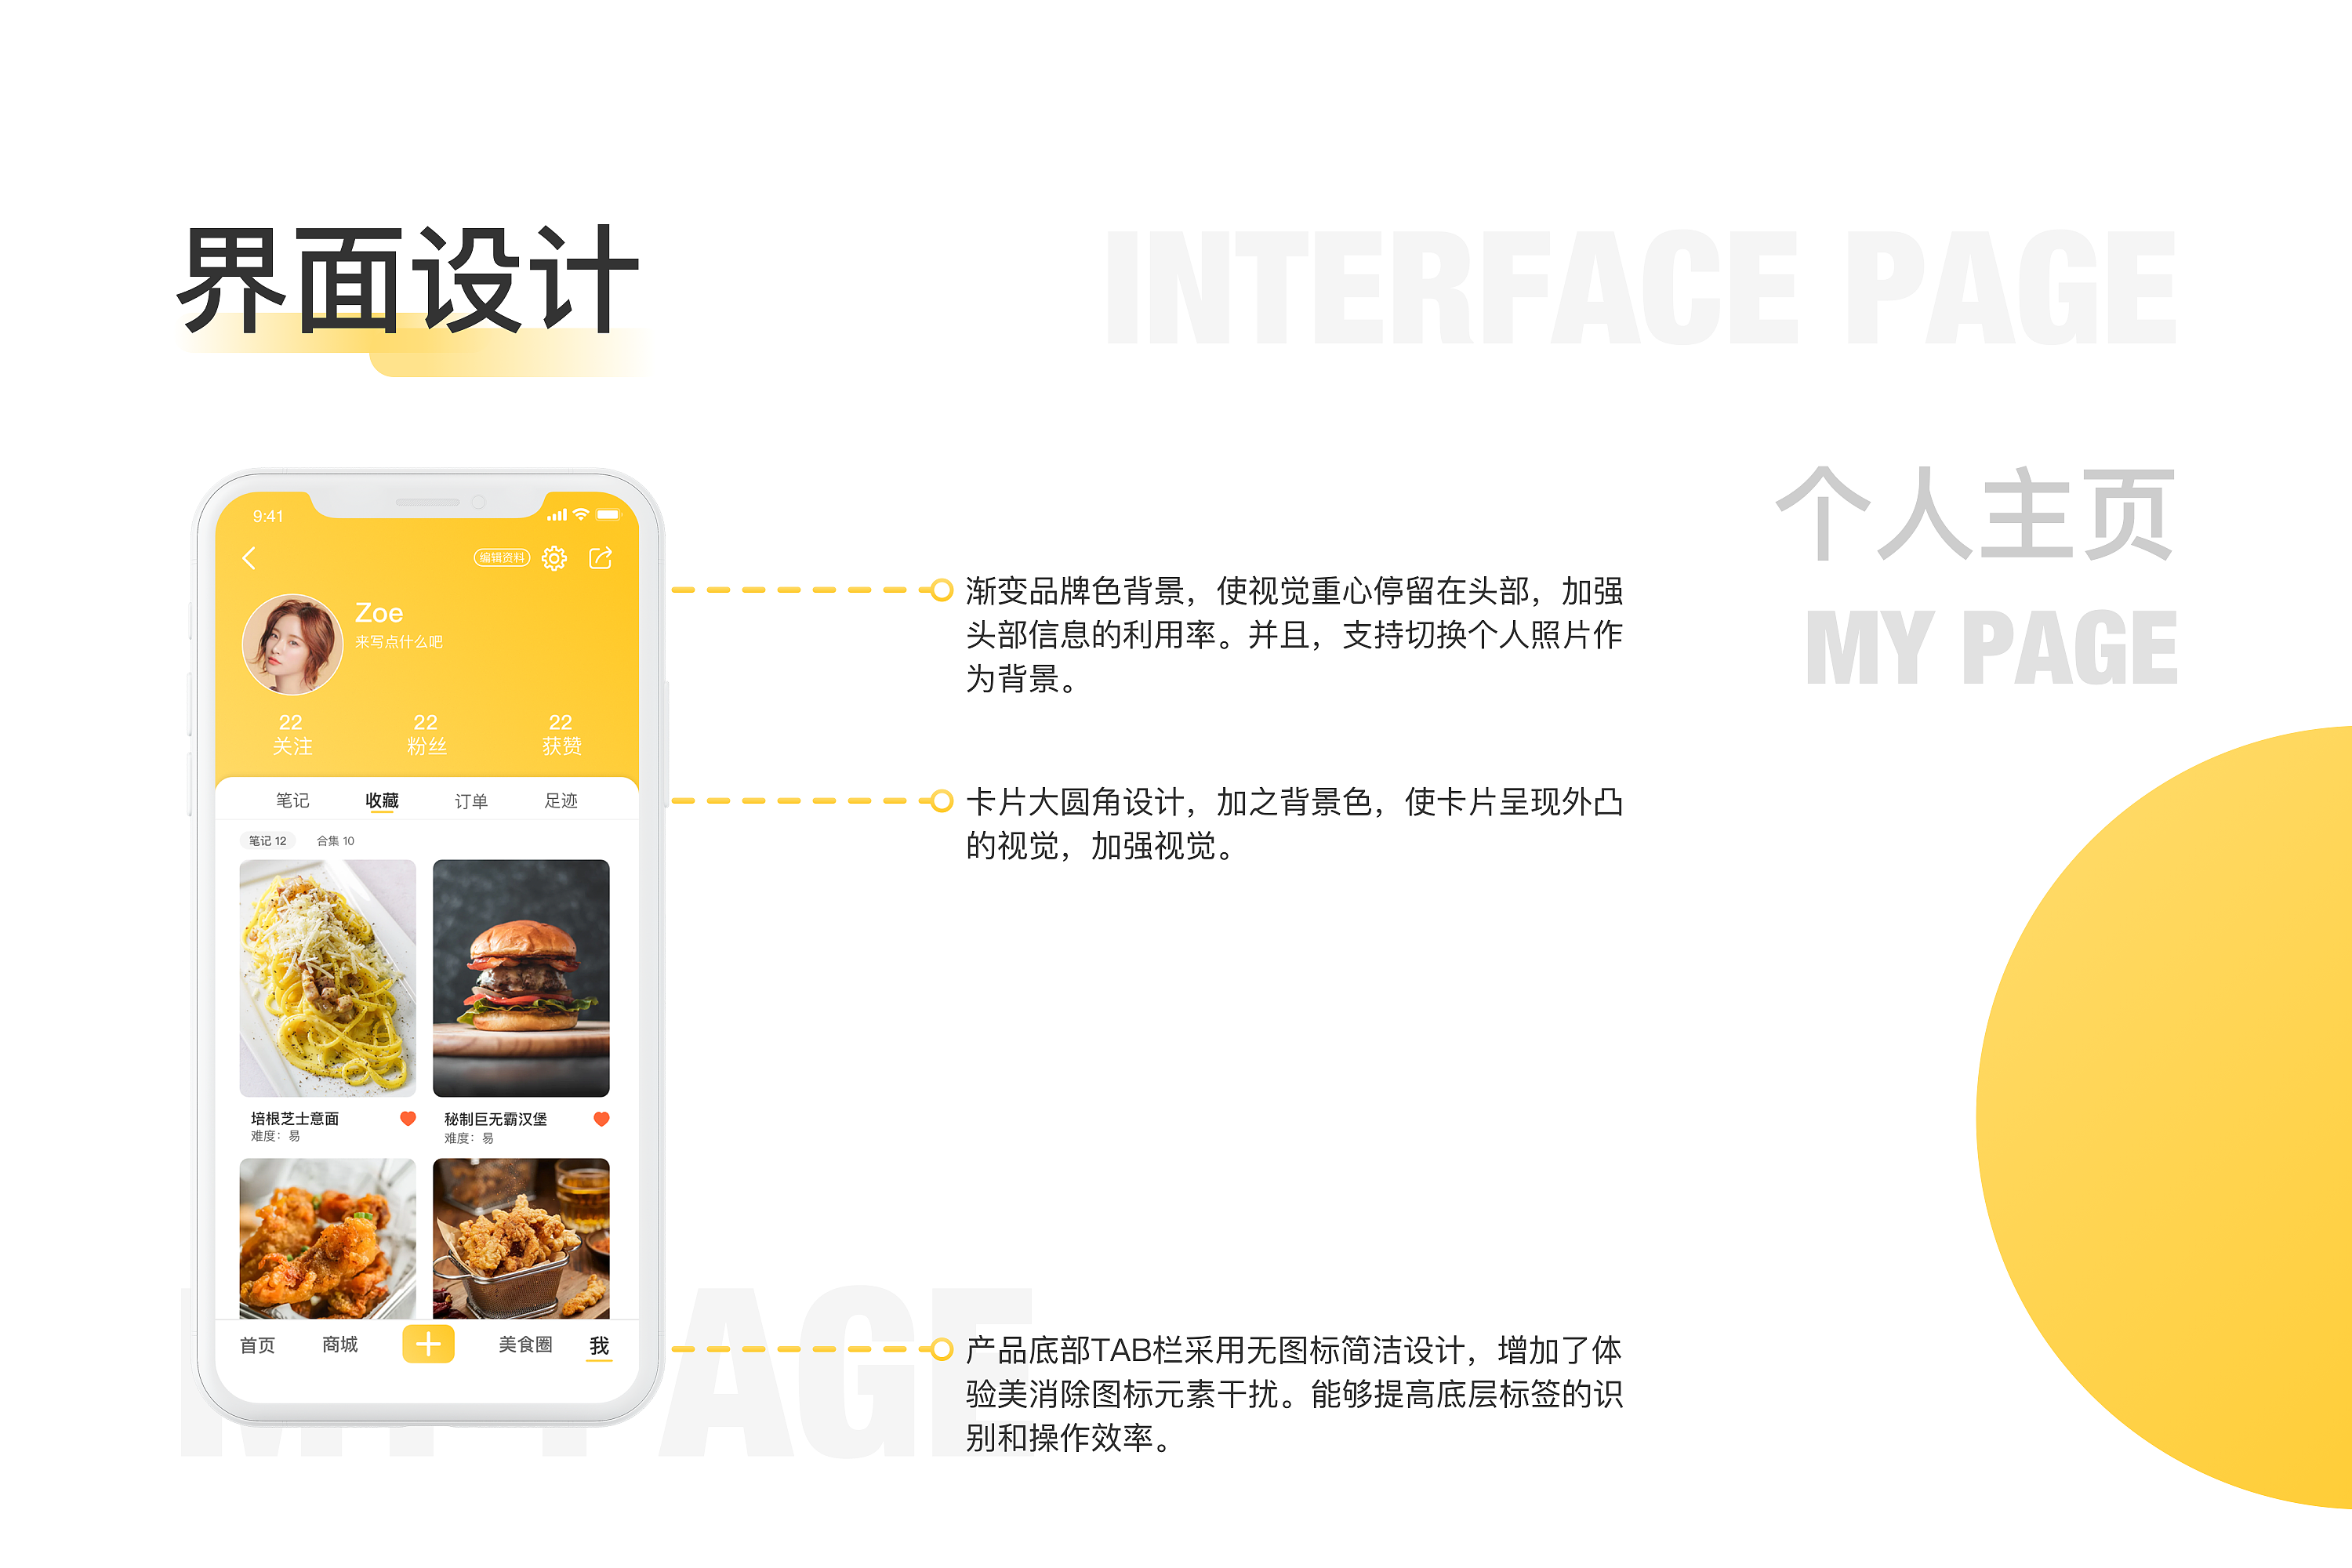 界面设计
INTERFACE PAGE
个人主页
MY PAGE
9:41
编辑资料
Zoe
来写点什么吧
22 22 22
关注 粉丝 获赞
笔记 收藏 订单 足迹
笔记 12 合集 10
培根芝士意面
难度：易
秘制巨无霸汉堡
难度：易
首页 商城 美食圈 我
渐变品牌色背景，使视觉重心停留在头部，加强
头部信息的利用率。并且，支持切换个人照片作
为背景。
卡片大圆角设计，加之背景色，使卡片呈现外凸
的视觉，加强视觉。
产品底部TAB栏采用无图标简洁设计，增加了体
验美消除图标元素干扰。能够提高底层标签的识
别和操作效率。
MY PAGE